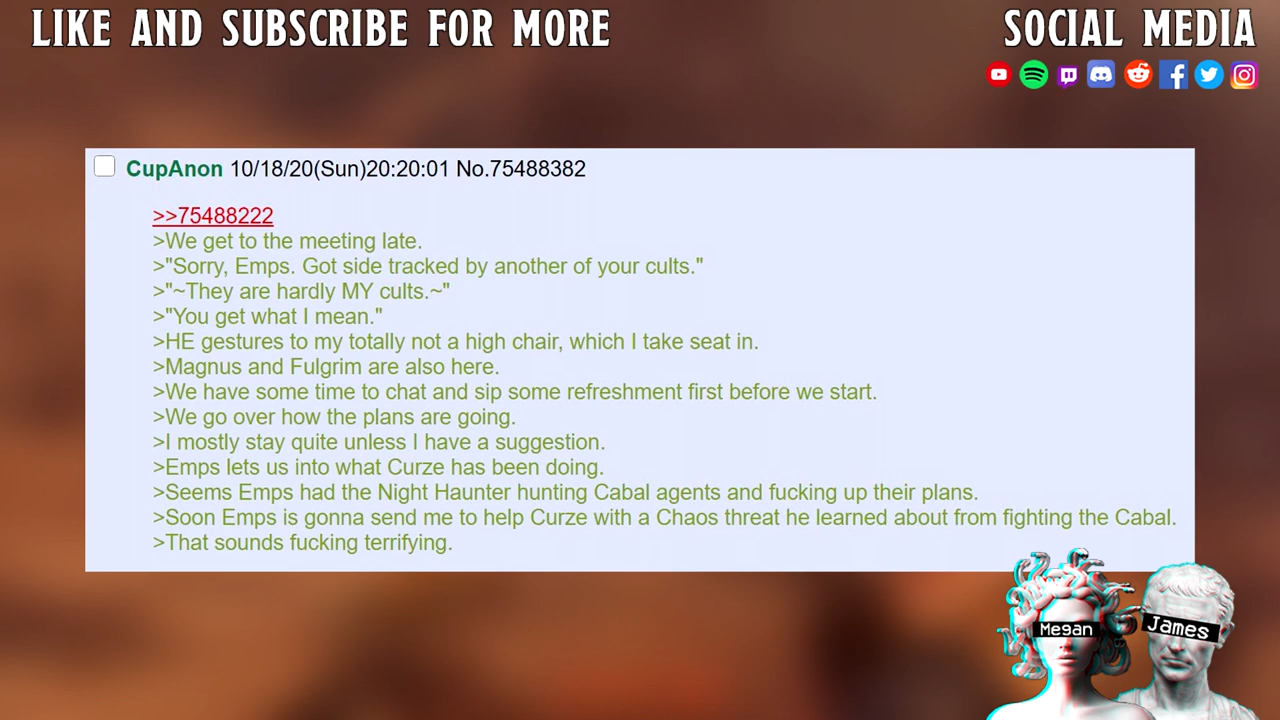 LIKE AND SUBSCRIBE FOR MORE
SOCIAL MEDIA
CupAnon 10/18/20(Sun)20:20:01 No.75488382
>>75488222
>We get to the meeting late.
>"Sorry, Emps. Got side tracked by another of your cults."
>"~They are hardly MY cults.~"
>"You get what I mean."
>HE gestures to my totally not a high chair, which I take seat in.
>Magnus and Fulgrim are also here.
>We have some time to chat and sip some refreshment first before we start.
>We go over how the plans are going.
>I mostly stay quite unless I have a suggestion.
>Emps lets us into what Curze has been doing.
>Seems Emps had the Night Haunter hunting Cabal agents and fucking up their plans.
>Soon Emps is gonna send me to help Curze with a Chaos threat he learned about from fighting the Cabal.
>That sounds fucking terrifying.
Megan
James